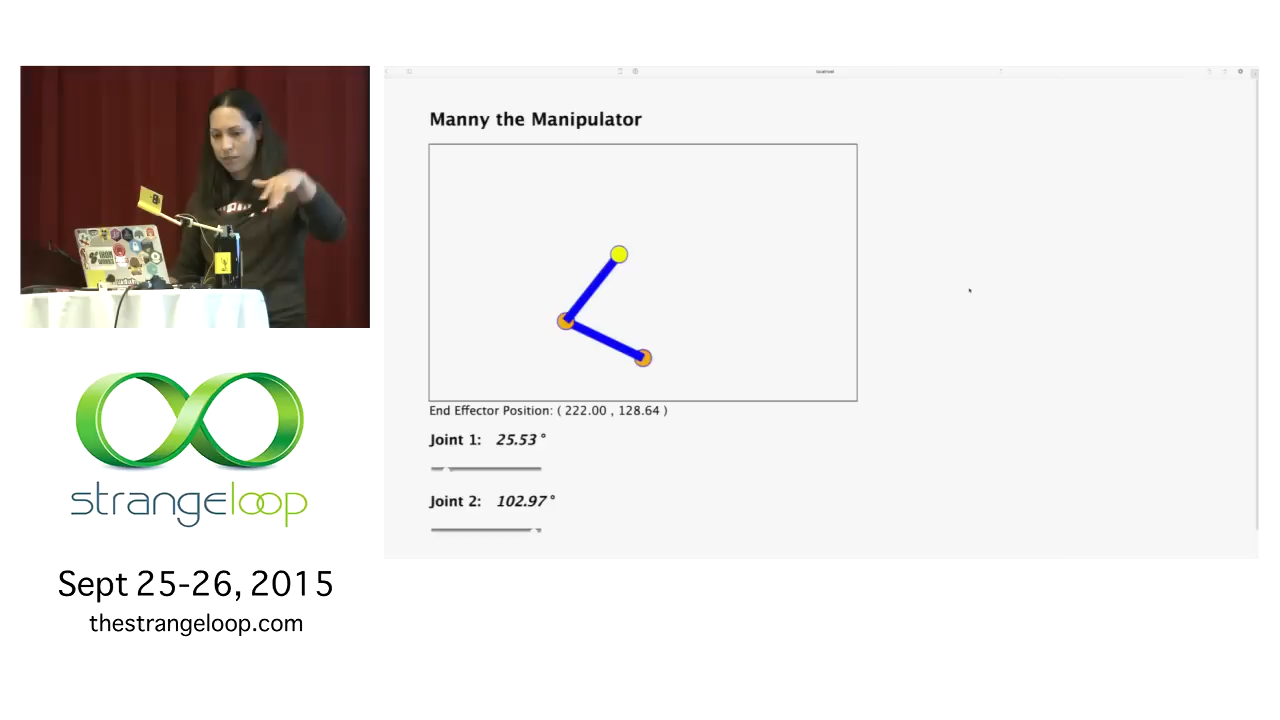 Manny the Manipulator
End Effector Position: ( 222.00 , 128.64 )
Joint 1: 25.53 °
Joint 2: 102.97 °
strangeloop
Sept 25-26, 2015
thestrangeloop.com